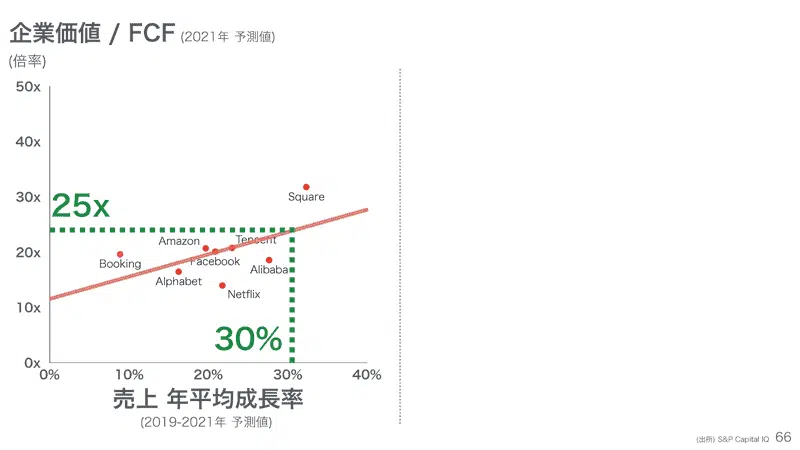 企業価値 / FCF (2021年 予測値)
(倍率)
50x
40x
30x
20x
10x
0x
25x
30%
Square
Amazon
Tencent
Booking
Facebook
Alibaba
Alphabet
Netflix
0%
10%
20%
30%
40%
売上 年平均成長率
(2019-2021年 予測値)
(出所) S&P Capital IQ 66